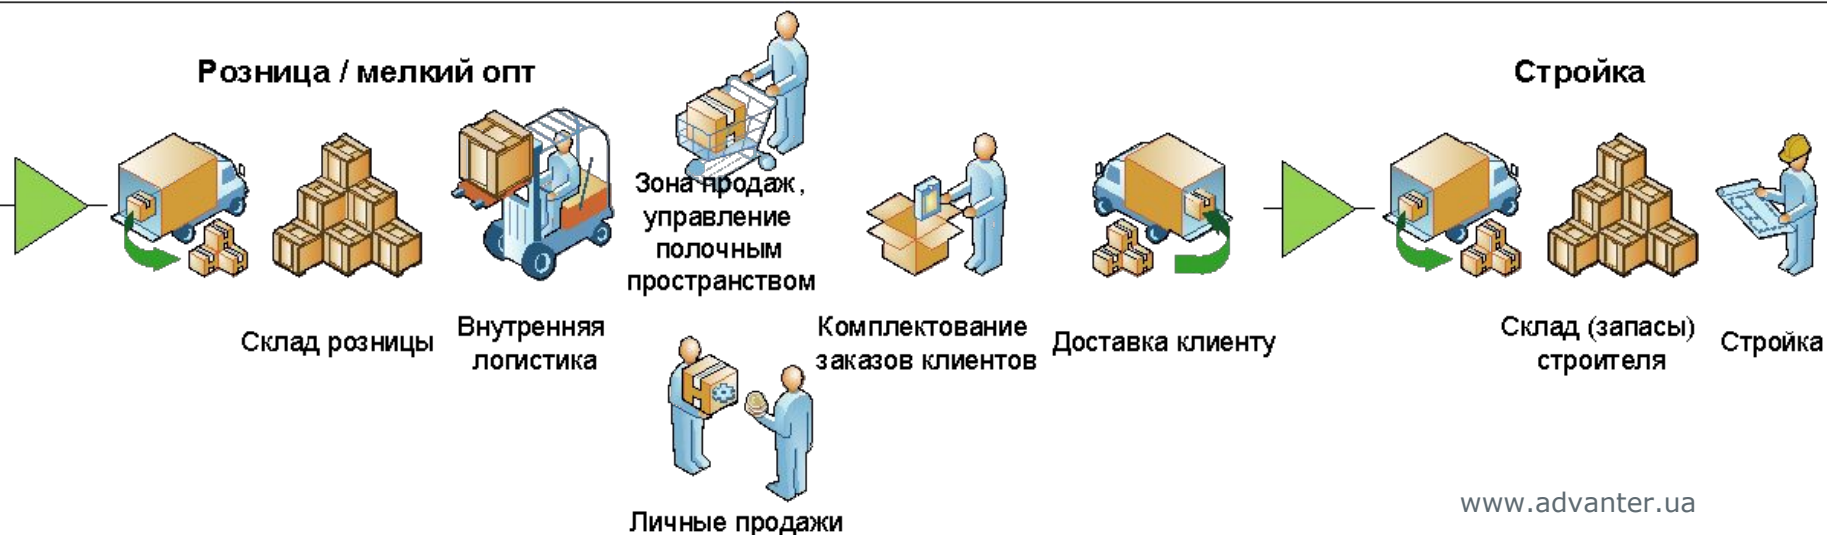 Розница / мелкий опт
Стройка
Зона продаж,
управление
полочным
пространством
Склад розницы
Внутренняя
логистика
Комплектование
заказов клиентов
Доставка клиенту
Склад (запасы)
строителя
Стройка
Личные продажи
www.advanter.ua